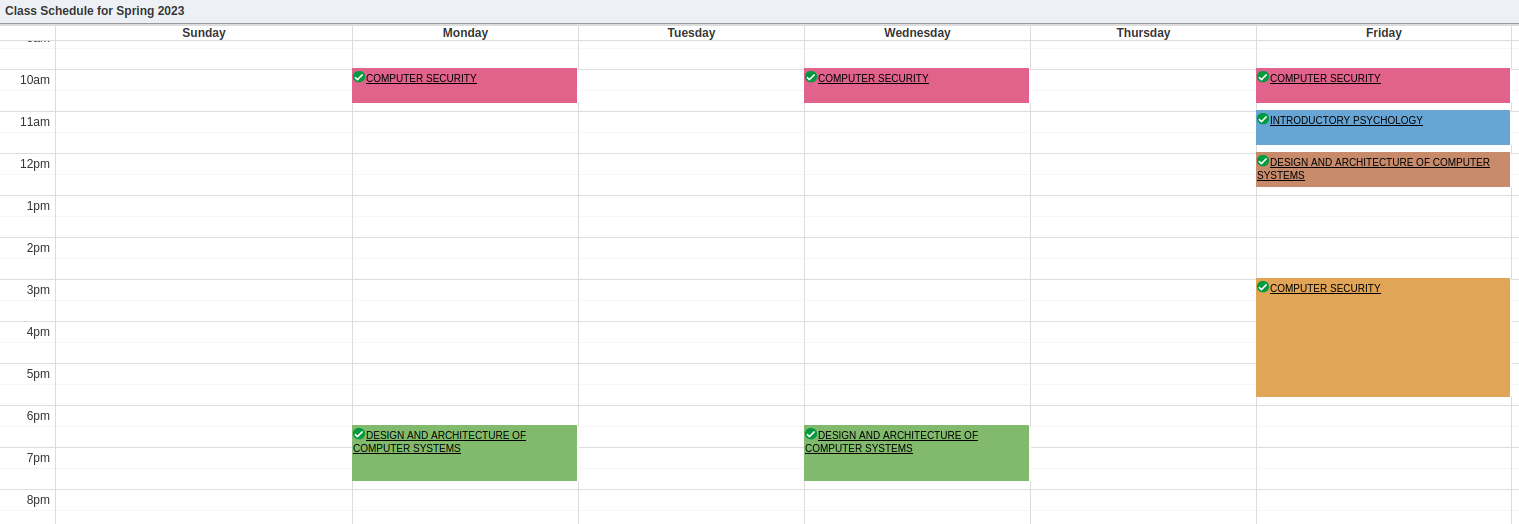 Class Schedule for Spring 2023
Sunday Monday Tuesday Wednesday Thursday Friday
10am COMPUTER SECURITY COMPUTER SECURITY COMPUTER SECURITY
11am INTRODUCTORY PSYCHOLOGY
12pm DESIGN AND ARCHITECTURE OF COMPUTER
SYSTEMS
1pm
2pm
3pm COMPUTER SECURITY
4pm
5pm
6pm
DESIGN AND ARCHITECTURE OF DESIGN AND ARCHITECTURE OF
COMPUTER SYSTEMS COMPUTER SYSTEMS
7pm
8pm